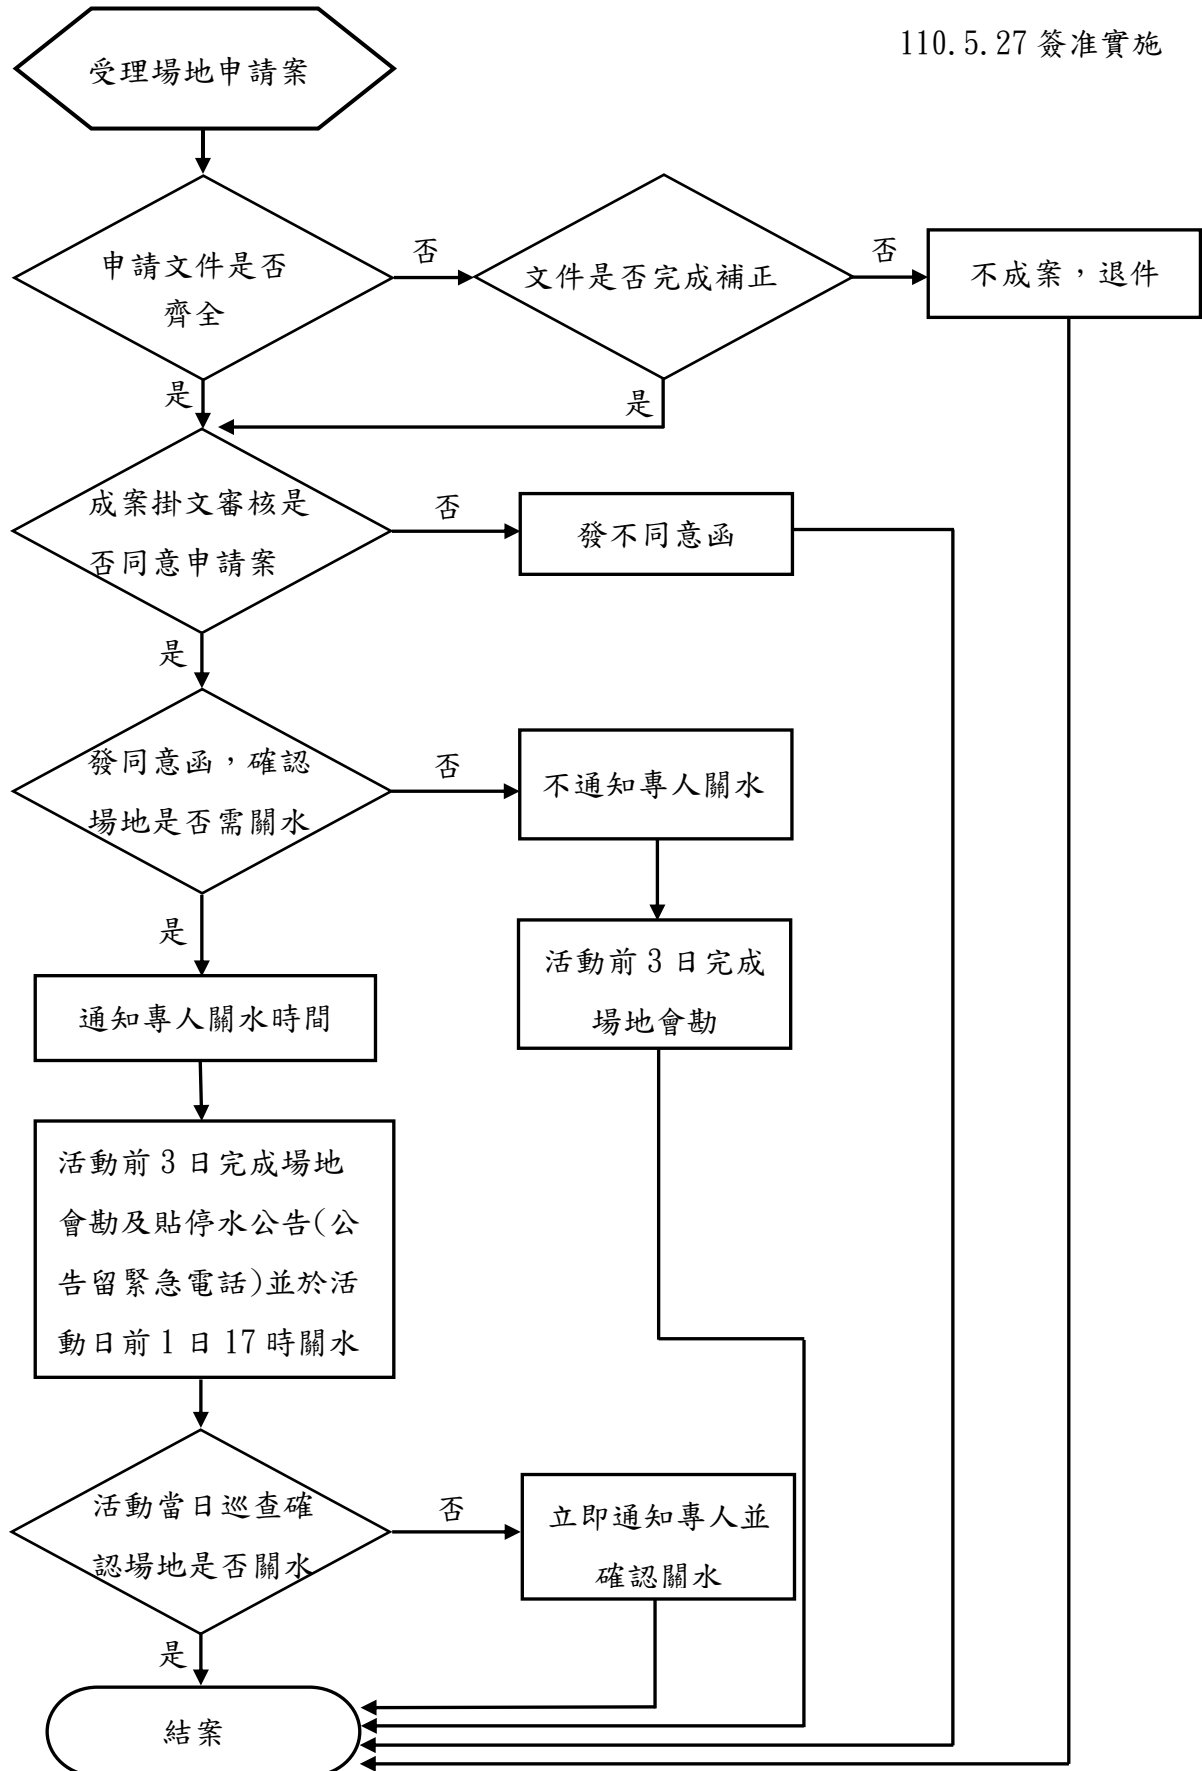 110.5.27 簽准實施
受理場地申請案
申請文件是否
齊全
否
文件是否完成補正
否
不成案，退件
是
是
成案掛文審核是
否同意申請案
否
發不同意函
是
發同意函，確認
場地是否需關水
否
不通知專人關水
是
活動前 3 日完成
場地會勘
通知專人關水時間
活動前 3 日完成場地
會勘及貼停水公告(公
告留緊急電話)並於活
動日前 1 日 17 時關水
活動當日巡查確
認場地是否關水
否
立即通知專人並
確認關水
是
結案